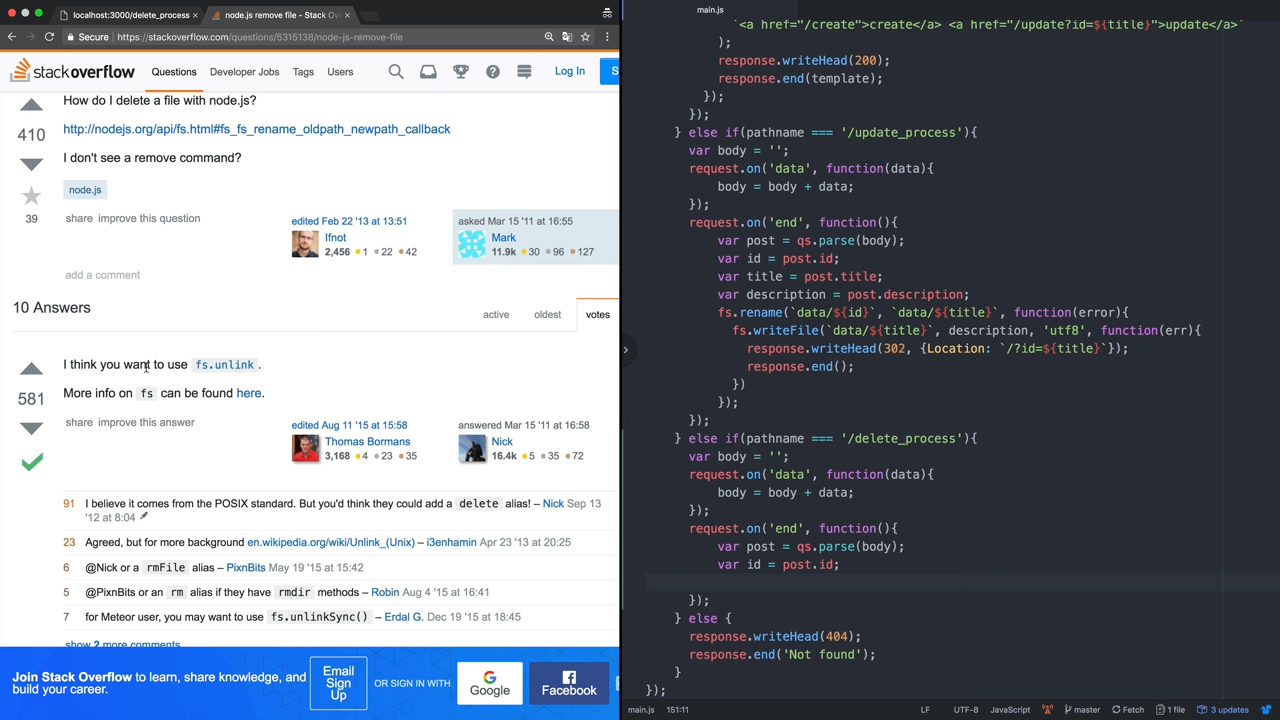 localhost:3000/delete_process ×
node.js remove file - Stack Ov ×
Secure | https://stackoverflow.com/questions/5315138/node-js-remove-file
stackoverflow Questions Developer Jobs Tags Users Log In S
How do I delete a file with node.js?
410
http://nodejs.org/api/fs.html#fs_fs_rename_oldpath_newpath_callback
I don't see a remove command?
node.js
39
share improve this question
edited Feb 22 '13 at 13:51
Ifnot
2,456 1 22 42
asked Mar 15 '11 at 16:55
Mark
11.9k 30 96 127
add a comment
10 Answers
active oldest votes
I think you want to use fs.unlink.
581
More info on fs can be found here.
share improve this answer
edited Aug 11 '15 at 15:58
Thomas Bormans
3,168 4 23 35
answered Mar 15 '11 at 16:58
Nick
16.4k 5 35 72
91 I believe it comes from the POSIX standard. But you'd think they could add a delete alias! – Nick Sep 13
'12 at 8:04
23 Agreed, but for more background en.wikipedia.org/wiki/Unlink_(Unix) – i3enhamin Apr 23 '13 at 20:25
6 @Nick or a rmFile alias – PixnBits May 19 '15 at 15:42
5 @PixnBits or an rm alias if they have rmdir methods – Robin Aug 4 '15 at 16:41
7 for Meteor user, you may want to use fs.unlinkSync() – Erdal G. Dec 19 '15 at 18:45
show 2 more comments
Join Stack Overflow to learn, share knowledge, and
build your career.
Email
Sign
Up
OR SIGN IN WITH
Google
Facebook
main.js
`<a href="/create">create</a> <a href="/update?id=${title}">update</a>`
);
response.writeHead(200);
response.end(template);
});
});
} else if(pathname === '/update_process'){
var body = '';
request.on('data', function(data){
body = body + data;
});
request.on('end', function(){
var post = qs.parse(body);
var id = post.id;
var title = post.title;
var description = post.description;
fs.rename(`data/${id}`, `data/${title}`, function(error){
fs.writeFile(`data/${title}`, description, 'utf8', function(err){
response.writeHead(302, {Location: `/?id=${title}`});
response.end();
})
});
});
} else if(pathname === '/delete_process'){
var body = '';
request.on('data', function(data){
body = body + data;
});
request.on('end', function(){
var post = qs.parse(body);
var id = post.id;
});
} else {
response.writeHead(404);
response.end('Not found');
}
});
main.js 151:11 LF UTF-8 JavaScript master Fetch 1 file 3 updates